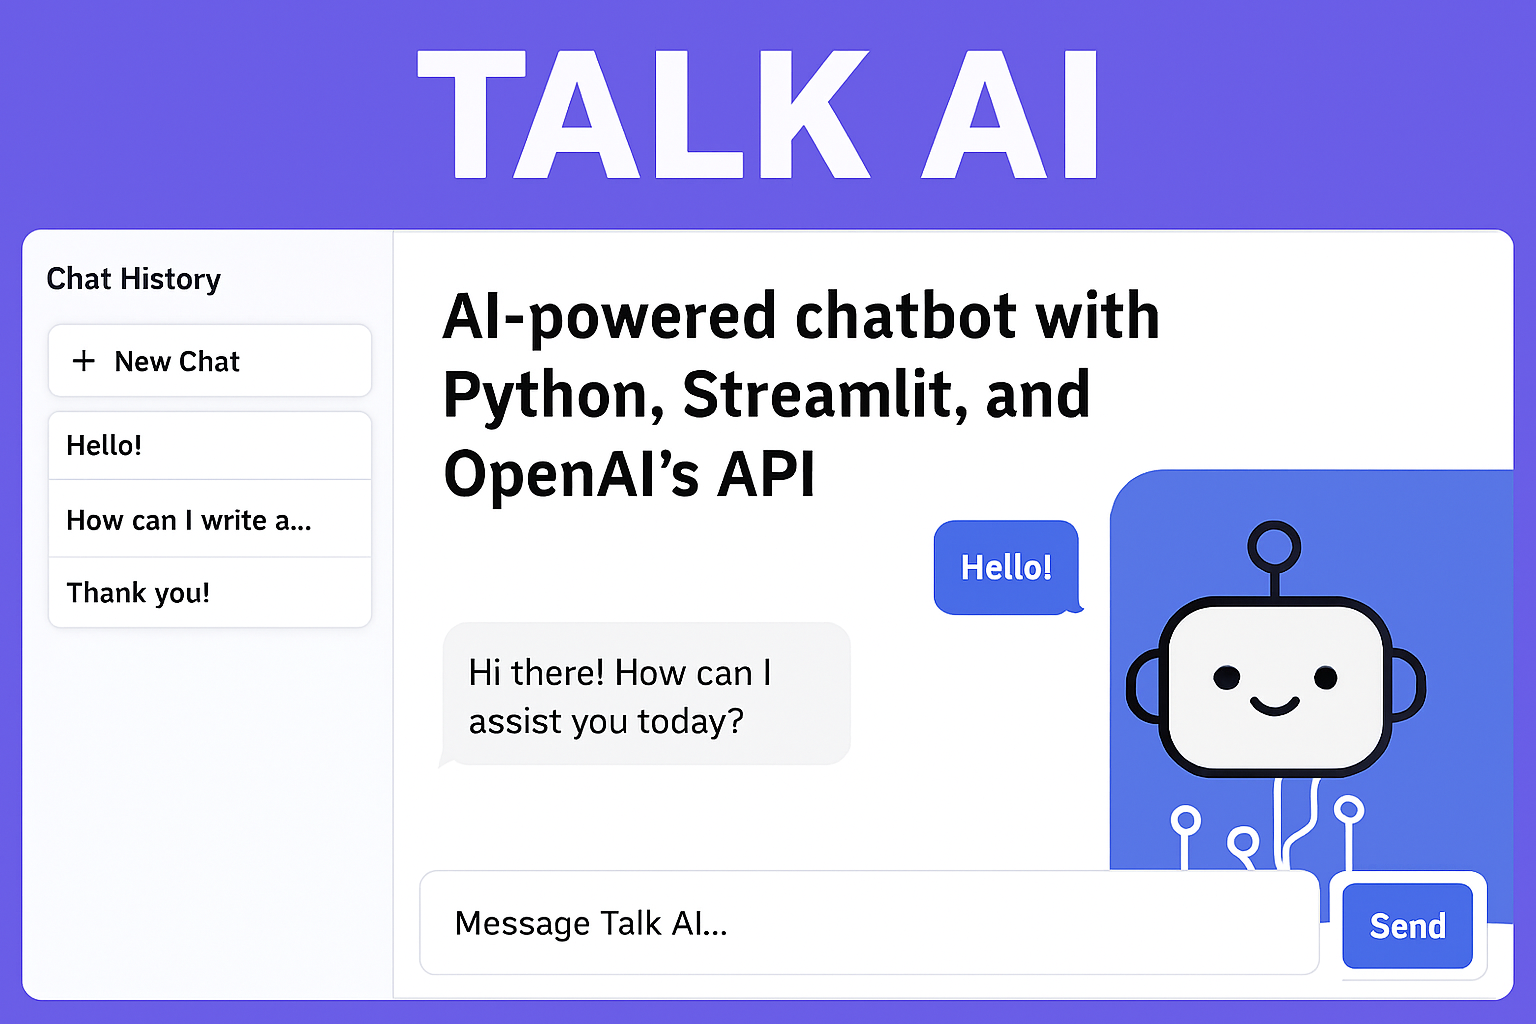 TALK AI
Chat History
+ New Chat
Hello!
How can I write a...
Thank you!
AI-powered chatbot with
Python, Streamlit, and
OpenAI’s API
Hello!
Hi there! How can I
assist you today?
Message Talk AI...
Send